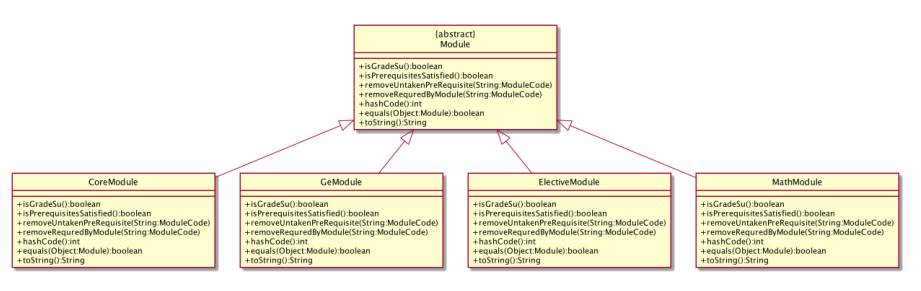 {abstract}
Module
+isGradeSu():boolean
+isPrerequisitesSatisfied():boolean
+removeUntakenPreRequisite(String:ModuleCode)
+removeRequredByModule(String:ModuleCode)
+hashCode():int
+equals(Object:Module):boolean
+toString():String
CoreModule
+isGradeSu():boolean
+isPrerequisitesSatisfied():boolean
+removeUntakenPreRequisite(String:ModuleCode)
+removeRequredByModule(String:ModuleCode)
+hashCode():int
+equals(Object:Module):boolean
+toString():String
GeModule
+isGradeSu():boolean
+isPrerequisitesSatisfied():boolean
+removeUntakenPreRequisite(String:ModuleCode)
+removeRequredByModule(String:ModuleCode)
+hashCode():int
+equals(Object:Module):boolean
+toString():String
ElectiveModule
+isGradeSu():boolean
+isPrerequisitesSatisfied():boolean
+removeUntakenPreRequisite(String:ModuleCode)
+removeRequredByModule(String:ModuleCode)
+hashCode():int
+equals(Object:Module):boolean
+toString():String
MathModule
+isGradeSu():boolean
+isPrerequisitesSatisfied():boolean
+removeUntakenPreRequisite(String:ModuleCode)
+removeRequredByModule(String:ModuleCode)
+hashCode():int
+equals(Object:Module):boolean
+toString():String